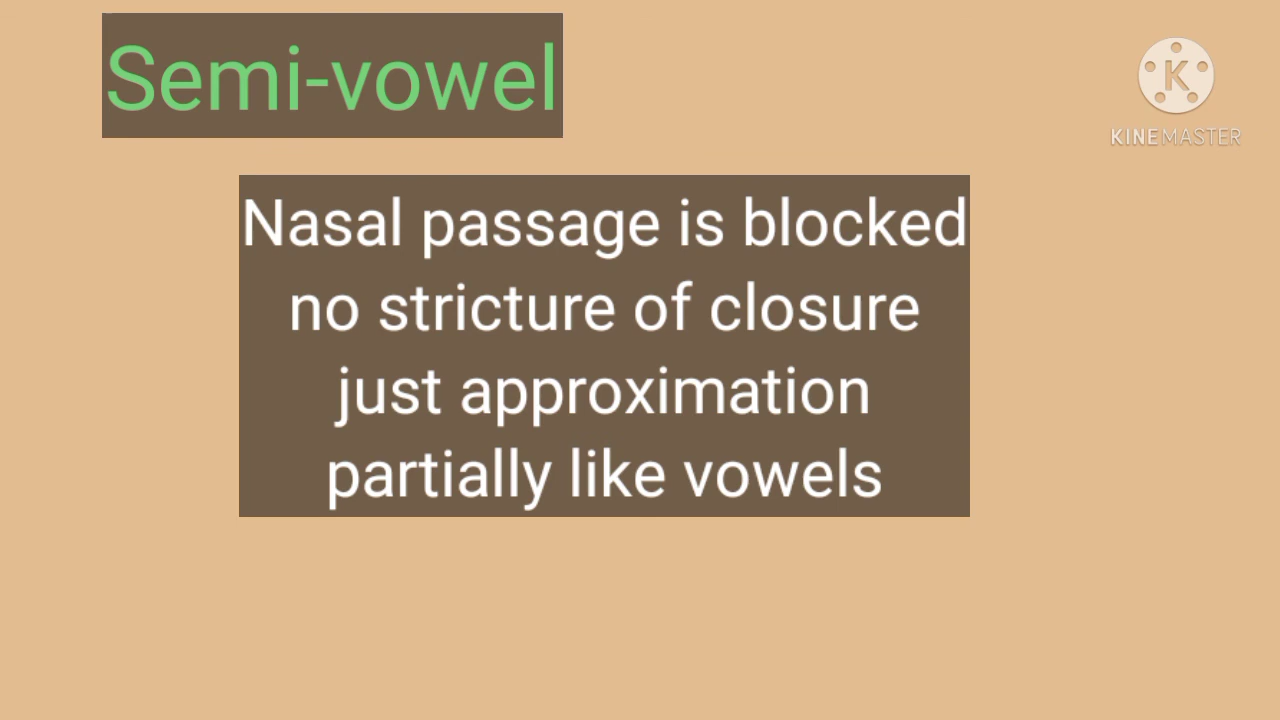 Semi-vowel
K
KINEMASTER
Nasal passage is blocked
no stricture of closure
just approximation
partially like vowels